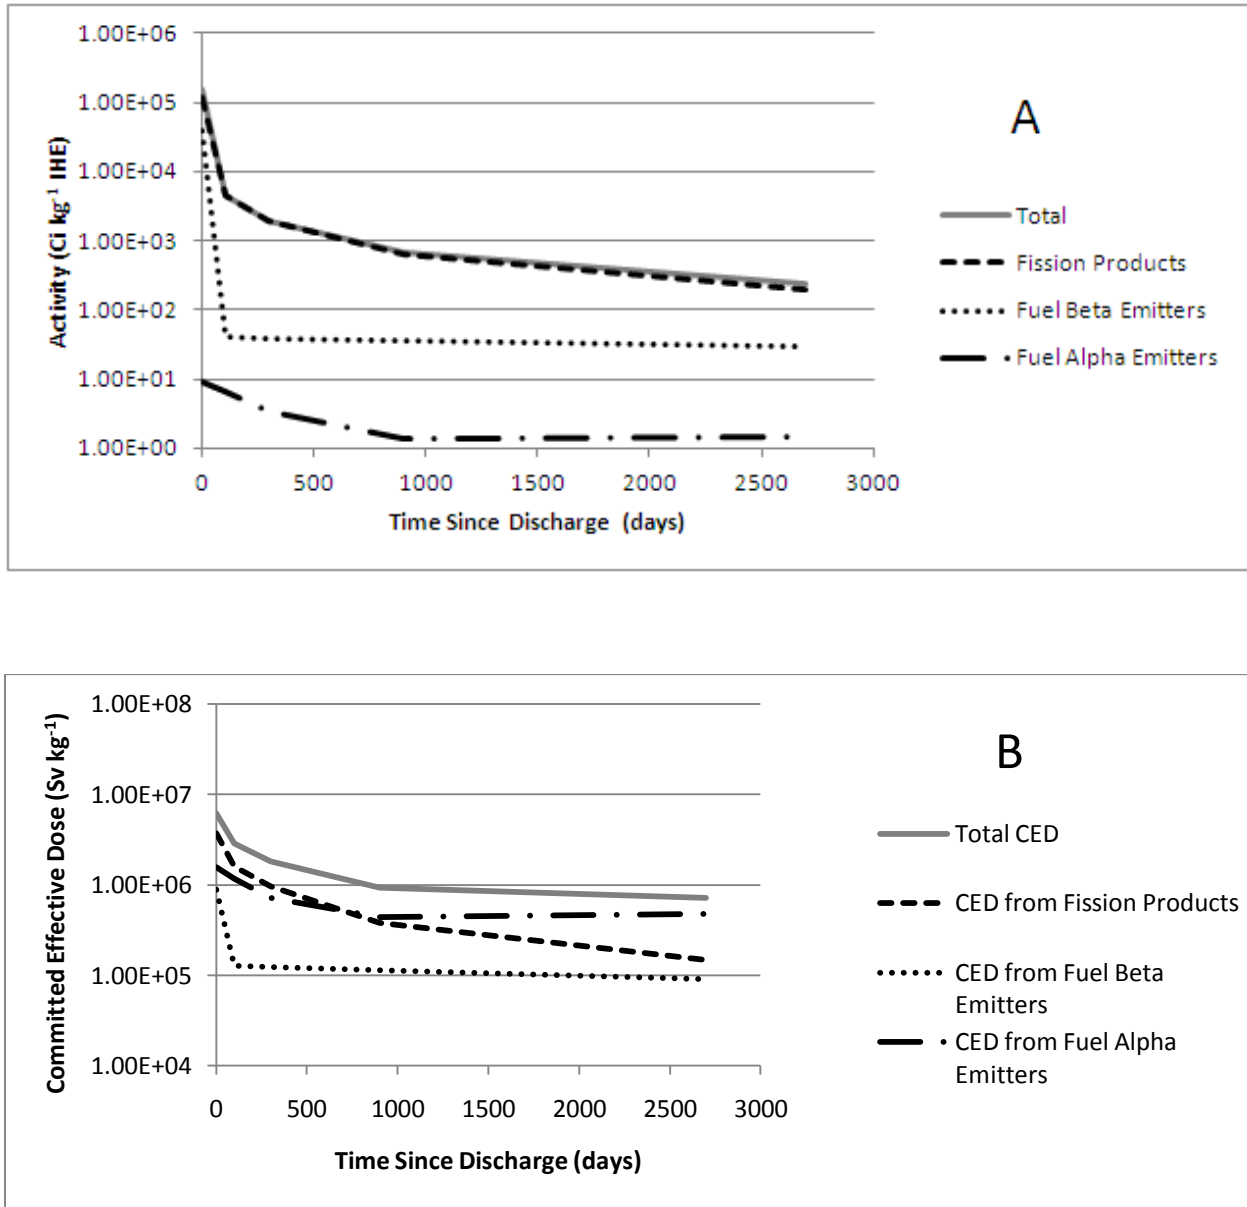 1.00E+06
1.00E+05
1.00E+04
1.00E+03
1.00E+02
1.00E+01
1.00E+00
Activity (Ci kg⁻¹ IHE)
0 500 1000 1500 2000 2500 3000
Time Since Discharge (days)
A
Total
Fission Products
Fuel Beta Emitters
Fuel Alpha Emitters
1.00E+08
1.00E+07
1.00E+06
1.00E+05
1.00E+04
Committed Effective Dose (Sv kg⁻¹)
0 500 1000 1500 2000 2500 3000
Time Since Discharge (days)
B
Total CED
CED from Fission Products
CED from Fuel Beta
Emitters
CED from Fuel Alpha
Emitters